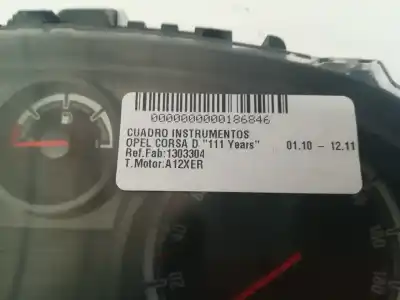 0000000000186846
CUADRO INSTRUMENTOS
OPEL CORSA D "111 Years" 01.10 - 12.11
Ref.Fab:1303304
T.Motor:A12XER